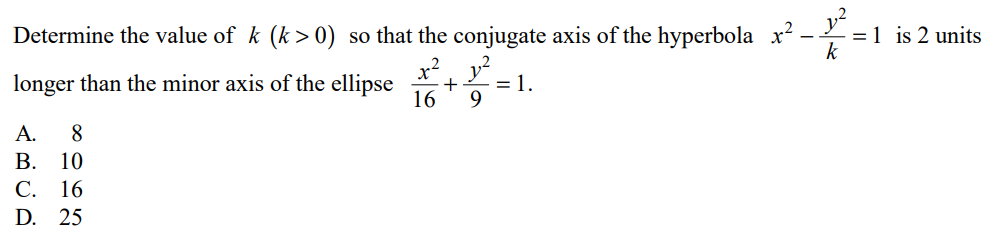 Determine the value of k (k > 0) so that the conjugate axis of the hyperbola x² − y²/k = 1 is 2 units
longer than the minor axis of the ellipse x²/16 + y²/9 = 1.
A. 8
B. 10
C. 16
D. 25